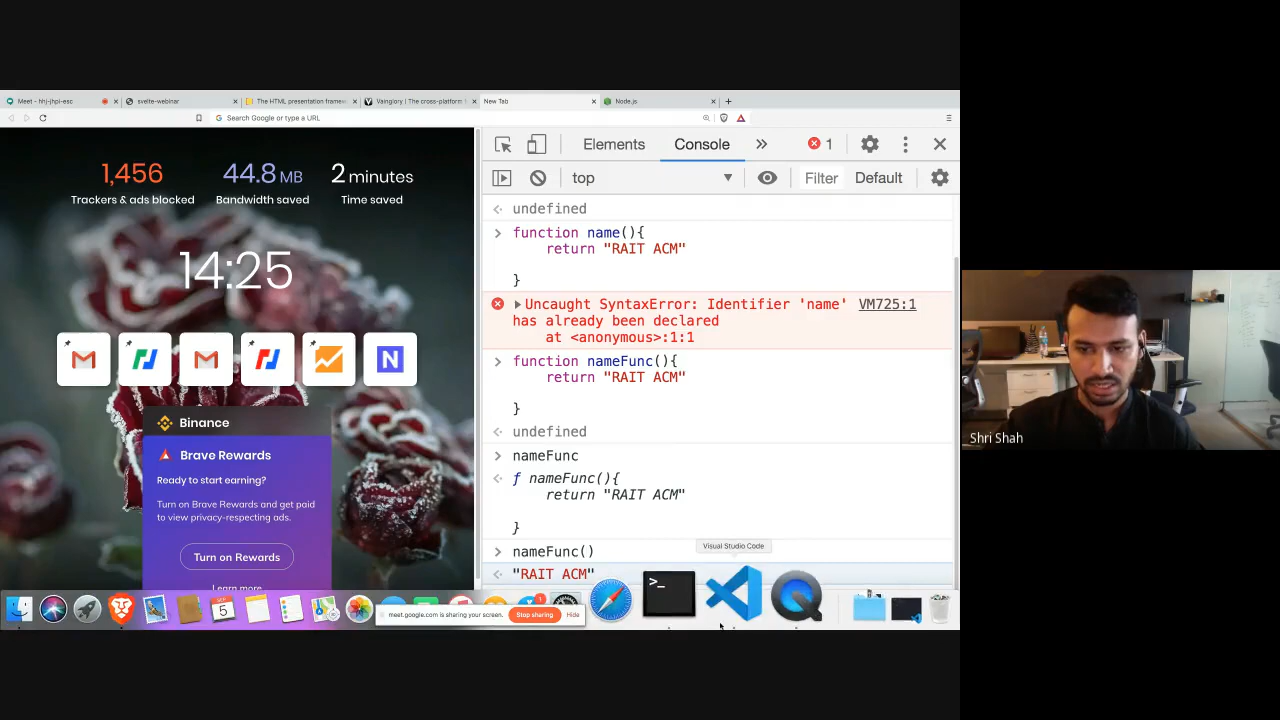 Meet - hhj-jhpi-esc
svelte-webinar
The HTML presentation framew
Vainglory | The cross-platform
New Tab
Node.js
Search Google or type a URL
1,456
44.8 MB
2 minutes
Trackers & ads blocked
Bandwidth saved
Time saved
14:25
Binance
Brave Rewards
Ready to start earning?
Turn on Brave Rewards and get paid
to view privacy-respecting ads.
Turn on Rewards
Learn more
Elements
Console
1
top
Filter
Default
undefined
function name(){
return "RAIT ACM"
}
Uncaught SyntaxError: Identifier 'name' VM725:1
has already been declared
at <anonymous>:1:1
function nameFunc(){
return "RAIT ACM"
}
undefined
nameFunc
ƒ nameFunc(){
return "RAIT ACM"
}
nameFunc()
"RAIT ACM"
Visual Studio Code
5
meet.google.com is sharing your screen.
Stop sharing
Hide
1
Shri Shah